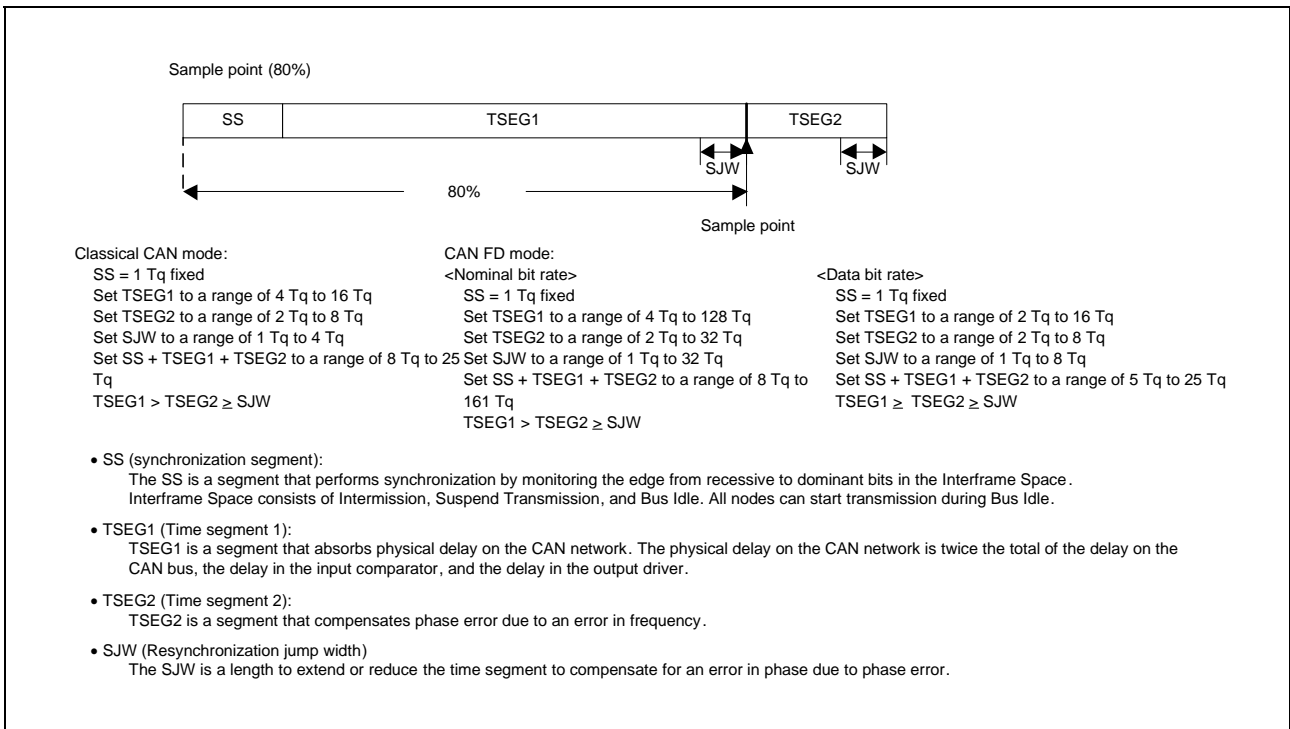 Sample point (80%)
SS TSEG1 TSEG2
SJW SJW
80%
Sample point
Classical CAN mode:
SS = 1 Tq fixed
Set TSEG1 to a range of 4 Tq to 16 Tq
Set TSEG2 to a range of 2 Tq to 8 Tq
Set SJW to a range of 1 Tq to 4 Tq
Set SS + TSEG1 + TSEG2 to a range of 8 Tq to 25
Tq
TSEG1 > TSEG2 ≥ SJW
CAN FD mode:
<Nominal bit rate>
SS = 1 Tq fixed
Set TSEG1 to a range of 4 Tq to 128 Tq
Set TSEG2 to a range of 2 Tq to 32 Tq
Set SJW to a range of 1 Tq to 32 Tq
Set SS + TSEG1 + TSEG2 to a range of 8 Tq to
161 Tq
TSEG1 > TSEG2 ≥ SJW
<Data bit rate>
SS = 1 Tq fixed
Set TSEG1 to a range of 2 Tq to 16 Tq
Set TSEG2 to a range of 2 Tq to 8 Tq
Set SJW to a range of 1 Tq to 8 Tq
Set SS + TSEG1 + TSEG2 to a range of 5 Tq to 25 Tq
TSEG1 ≥ TSEG2 ≥ SJW
• SS (synchronization segment):
The SS is a segment that performs synchronization by monitoring the edge from recessive to dominant bits in the Interframe Space.
Interframe Space consists of Intermission, Suspend Transmission, and Bus Idle. All nodes can start transmission during Bus Idle.
• TSEG1 (Time segment 1):
TSEG1 is a segment that absorbs physical delay on the CAN network. The physical delay on the CAN network is twice the total of the delay on the
CAN bus, the delay in the input comparator, and the delay in the output driver.
• TSEG2 (Time segment 2):
TSEG2 is a segment that compensates phase error due to an error in frequency.
• SJW (Resynchronization jump width)
The SJW is a length to extend or reduce the time segment to compensate for an error in phase due to phase error.